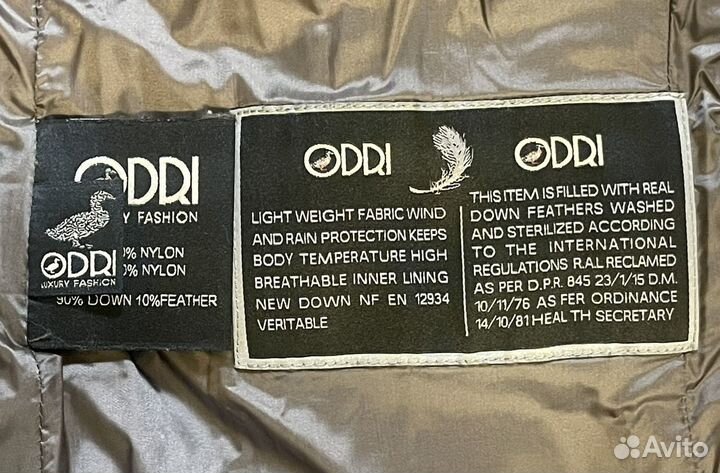 ODRI
LUXURY FASHION
% NYLON
% NYLON
90% DOWN 10%FEATHER
ODRI
LUXURY FASHION
ODRI
LIGHT WEIGHT FABRIC WIND
AND RAIN PROTECTION KEEPS
BODY TEMPERATURE HIGH
BREATHABLE INNER LINING
NEW DOWN NF EN 12934
VERITABLE
ODRI
THIS ITEM IS FILLED WITH REAL
DOWN FEATHERS WASHED
AND STERILIZED ACCORDING
TO THE INTERNATIONAL
REGULATIONS R.A.L RECLAMED
AS PER D.P.R. 845 23/1/15 D.M.
10/11/76 AS FER ORDINANCE
14/10/81 HEAL TH SECRETARY
Avito